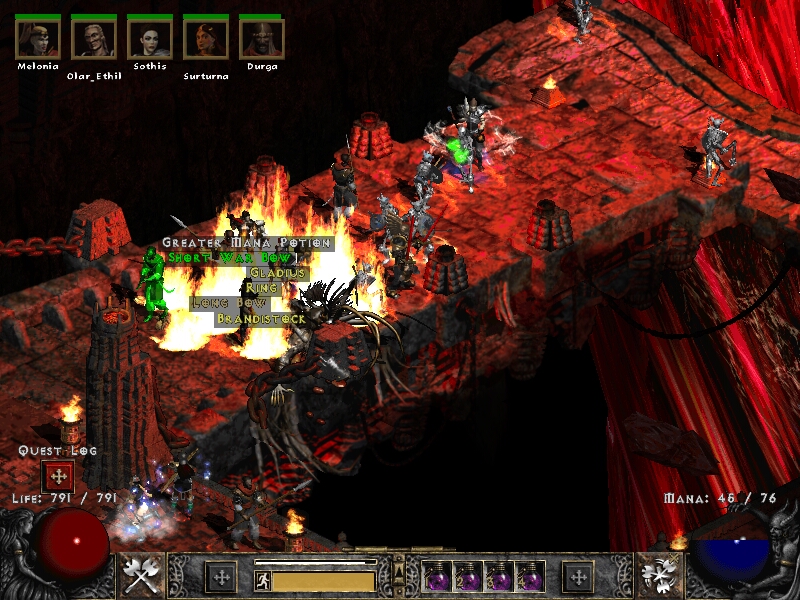 Melonia
Olar_Ethil
Sothis
Surturna
Durga
Greater Mana Potion
Short War Bow
Gladius
Ring
Long Bow
Brandistock
Quest Log
Life: 791 / 791
Mana: 48 / 76